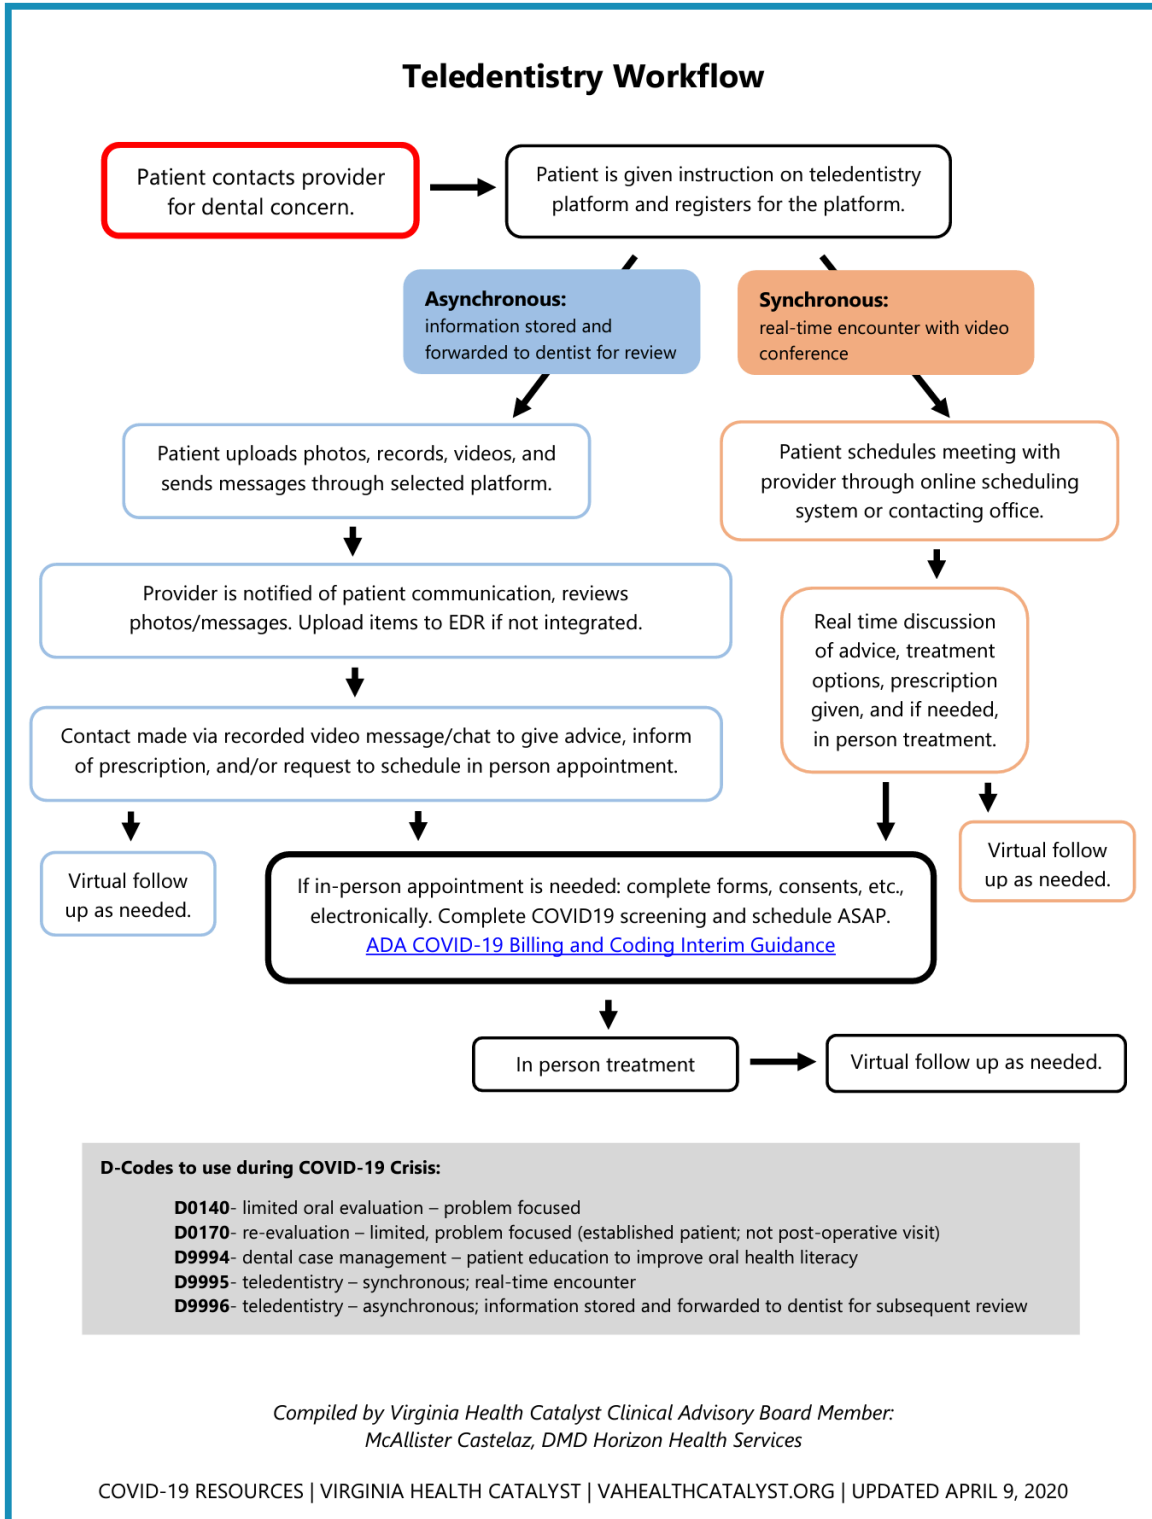 Teledentistry Workflow
Patient contacts provider
for dental concern.
Patient is given instruction on teledentistry
platform and registers for the platform.
Asynchronous:
information stored and
forwarded to dentist for review
Synchronous:
real-time encounter with video
conference
Patient uploads photos, records, videos, and
sends messages through selected platform.
Patient schedules meeting with
provider through online scheduling
system or contacting office.
Provider is notified of patient communication, reviews
photos/messages. Upload items to EDR if not integrated.
Real time discussion
of advice, treatment
options, prescription
given, and if needed,
in person treatment.
Contact made via recorded video message/chat to give advice, inform
of prescription, and/or request to schedule in person appointment.
Virtual follow
up as needed.
If in-person appointment is needed: complete forms, consents, etc.,
electronically. Complete COVID19 screening and schedule ASAP.
ADA COVID-19 Billing and Coding Interim Guidance
Virtual follow
up as needed.
In person treatment
Virtual follow up as needed.
D-Codes to use during COVID-19 Crisis:
D0140- limited oral evaluation – problem focused
D0170- re-evaluation – limited, problem focused (established patient; not post-operative visit)
D9994- dental case management – patient education to improve oral health literacy
D9995- teledentistry – synchronous; real-time encounter
D9996- teledentistry – asynchronous; information stored and forwarded to dentist for subsequent review
Compiled by Virginia Health Catalyst Clinical Advisory Board Member:
McAllister Castelaz, DMD Horizon Health Services
COVID-19 RESOURCES | VIRGINIA HEALTH CATALYST | VAHEALTHCATALYST.ORG | UPDATED APRIL 9, 2020